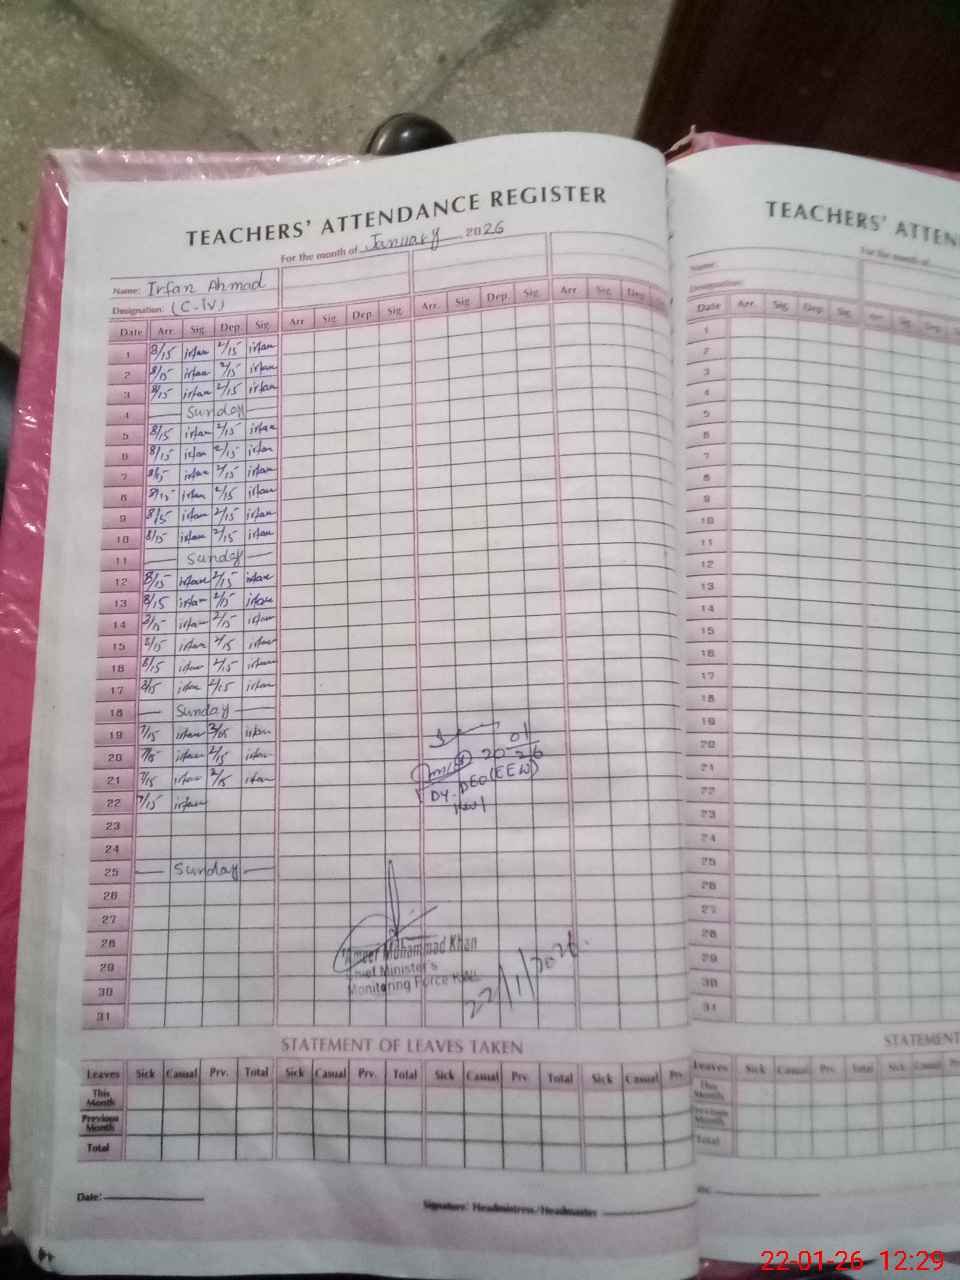 TEACHERS' ATTENDANCE REGISTER
For the month of January 2026
Name: Irfan Ahmad
Designation: (C-IV)
Date Arr. Sig. Dep. Sig. Arr. Sig. Dep. Sig. Arr. Sig. Dep. Sig. Arr. Sig. Dep.
1 8/15 irfan 2/15 irfan
2 8/15 irfan 2/15 irfan
3 8/15 irfan 2/15 irfan
4 Sunday
5 8/15 irfan 2/15 irfan
6 8/15 irfan 2/15 irfan
7 8/15 irfan 2/15 irfan
8 8/15 irfan 2/15 irfan
9 8/15 irfan 2/15 irfan
10 8/15 irfan 2/15 irfan
11 Sunday
12 8/15 irfan 2/15 irfan
13 8/15 irfan 2/15 irfan
14 8/15 irfan 2/15 irfan
15 8/15 irfan 2/15 irfan
16 8/15 irfan 2/15 irfan
17 8/15 irfan 2/15 irfan
18 Sunday
19 7/15 irfan irfan
20 7/15 irfan 2/15 irfan
21 7/15 irfan 2/15 irfan
22 7/15 irfan
23
24
25 Sunday
26
27
28
29
30
31
20-01-26
Dy. DEO (EEW)
Ameer Mohammad Khan
Chief Minister's
Monitoring Force
22/1/2026
STATEMENT OF LEAVES TAKEN
Leaves Sick Casual Prv. Total Sick Casual Prv. Total Sick Casual Prv. Total Sick Casual Prv.
This Month
Previous Month
Total
Date:
Signature: Headmistress/Headmaster
TEACHERS' ATTEN
For the month of
Name:
Designation:
Date Arr. Sig. Dep. Sig. Arr. Sig. Dep. Sig.
1
2
3
4
5
6
7
8
9
10
11
12
13
14
15
16
17
18
19
20
21
22
23
24
25
26
27
28
29
30
31
STATEMENT
Leaves Sick Casual Prv. Total Sick Casual
This Month
Previous Month
Total
22-01-26 12:29